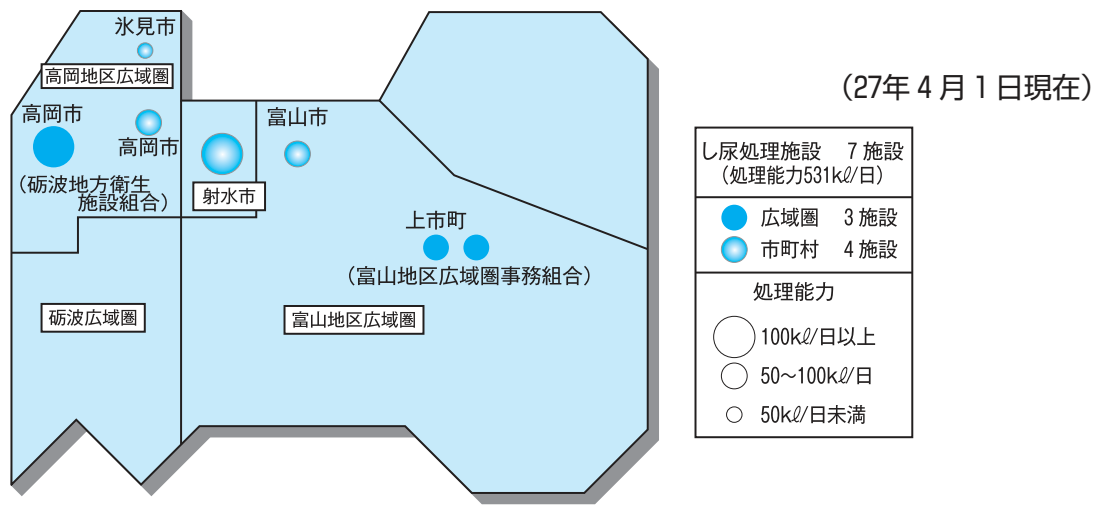 氷見市
高岡地区広域圏
高岡市
高岡市
(砺波地方衛生
施設組合)
射水市
富山市
上市町
(富山地区広域圏事務組合)
砺波広域圏
富山地区広域圏
(27年4月1日現在)
し尿処理施設 7施設
(処理能力531kℓ/日)
広域圏 3施設
市町村 4施設
処理能力
100kℓ/日以上
50~100kℓ/日
50kℓ/日未満